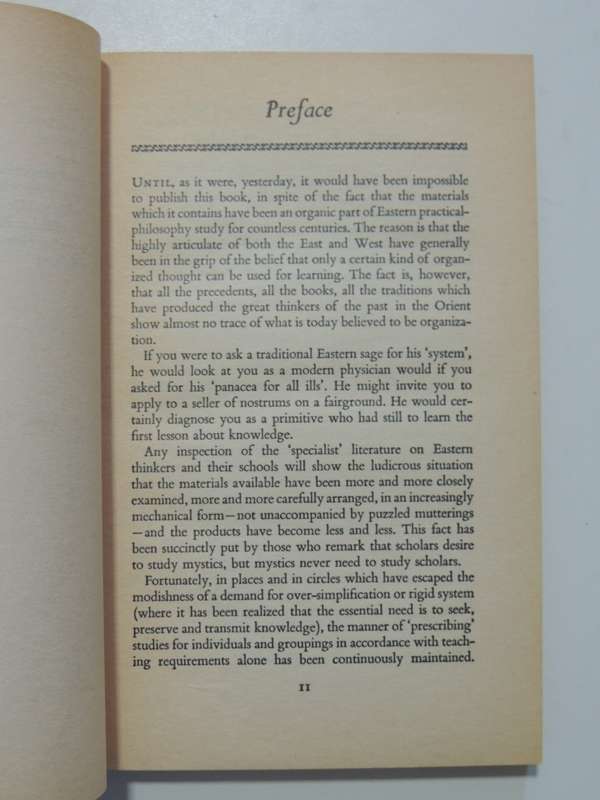 Preface
UNTIL, as it were, yesterday, it would have been impossible
to publish this book, in spite of the fact that the materials
which it contains have been an organic part of Eastern practical-
philosophy study for countless centuries. The reason is that the
highly articulate of both the East and West have generally
been in the grip of the belief that only a certain kind of organ-
ized thought can be used for learning. The fact is, however,
that all the precedents, all the books, all the traditions which
have produced the great thinkers of the past in the Orient
show almost no trace of what is today believed to be organiza-
tion.
If you were to ask a traditional Eastern sage for his 'system',
he would look at you as a modern physician would if you
asked for his 'panacea for all ills'. He might invite you to
apply to a seller of nostrums on a fairground. He would cer-
tainly diagnose you as a primitive who had still to learn the
first lesson about knowledge.
Any inspection of the 'specialist' literature on Eastern
thinkers and their schools will show the ludicrous situation
that the materials available have been more and more closely
examined, more and more carefully arranged, in an increasingly
mechanical form—not unaccompanied by puzzled mutterings
—and the products have become less and less. This fact has
been succinctly put by those who remark that scholars desire
to study mystics, but mystics never need to study scholars.
Fortunately, in places and in circles which have escaped the
modishness of a demand for over-simplification or rigid system
(where it has been realized that the essential need is to seek,
preserve and transmit knowledge), the manner of 'prescribing'
studies for individuals and groupings in accordance with teach-
ing requirements alone has been continuously maintained.
11